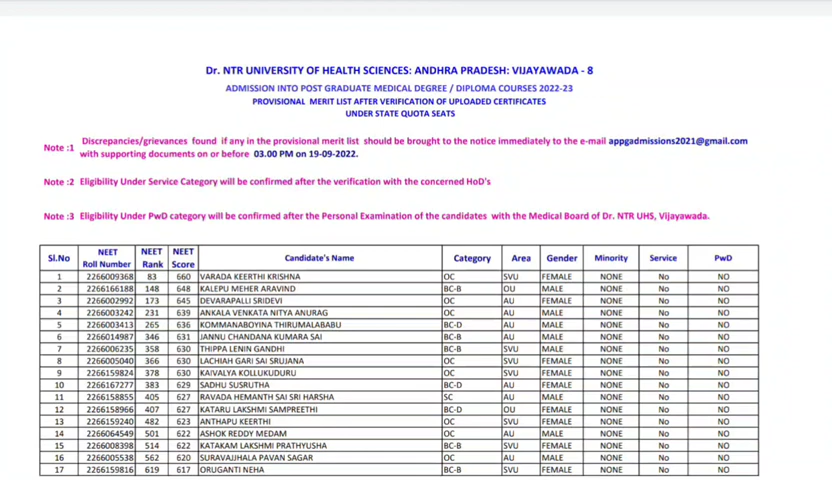 Dr. NTR UNIVERSITY OF HEALTH SCIENCES: ANDHRA PRADESH: VIJAYAWADA - 8
ADMISSION INTO POST GRADUATE MEDICAL DEGREE / DIPLOMA COURSES 2022-23
PROVISIONAL MERIT LIST AFTER VERIFICATION OF UPLOADED CERTIFICATES
UNDER STATE QUOTA SEATS
Note :1 Discrepancies/grievances found if any in the provisional merit list should be brought to the notice immediately to the e-mail appgadmissions2021@gmail.com
with supporting documents on or before 03.00 PM on 19-09-2022.
Note :2 Eligibility Under Service Category will be confirmed after the verification with the concerned HoD's
Note :3 Eligibility Under PwD category will be confirmed after the Personal Examination of the candidates with the Medical Board of Dr. NTR UHS, Vijayawada.
Sl.No NEET Roll Number NEET Rank NEET Score Candidate's Name Category Area Gender Minority Service PwD
1 2266009368 83 660 VARADA KEERTHI KRISHNA OC SVU FEMALE NONE No NO
2 2266166188 148 648 KALEPU MEHER ARAVIND BC-B OU MALE NONE No NO
3 2266002992 173 645 DEVARAPALLI SRIDEVI OC AU FEMALE NONE No NO
4 2266003242 231 639 ANKALA VENKATA NITYA ANURAG OC AU MALE NONE No NO
5 2266003413 265 636 KOMMANABOYINA THIRUMALABABU BC-D AU MALE NONE No NO
6 2266014987 346 631 JANNU CHANDANA KUMARA SAI BC-B AU MALE NONE No NO
7 2266006235 358 630 THIPPA LENIN GANDHI BC-B SVU MALE NONE No NO
8 2266005040 366 630 LACHIAH GARI SAI SRUJANA OC SVU FEMALE NONE No NO
9 2266159824 378 630 KAIVALYA KOLLUKUDURU OC SVU FEMALE NONE No NO
10 2266167277 383 629 SADHU SUSRUTHA BC-D AU FEMALE NONE No NO
11 2266158855 405 627 RAVADA HEMANTH SAI SRI HARSHA SC AU MALE NONE No NO
12 2266158966 407 627 KATARU LAKSHMI SAMPREETHI BC-D OU FEMALE NONE No NO
13 2266159240 482 623 ANTHAPU KEERTHI OC SVU FEMALE NONE No NO
14 2266064549 501 622 ASHOK REDDY MEDAM OC AU MALE NONE No NO
15 2266008398 514 622 KATAKAM LAKSHMI PRATHYUSHA BC-B SVU FEMALE NONE No NO
16 2266005538 562 620 SURAVAJJHALA PAVAN SAGAR OC AU MALE NONE No NO
17 2266159816 619 617 ORUGANTI NEHA BC-B SVU FEMALE NONE No NO